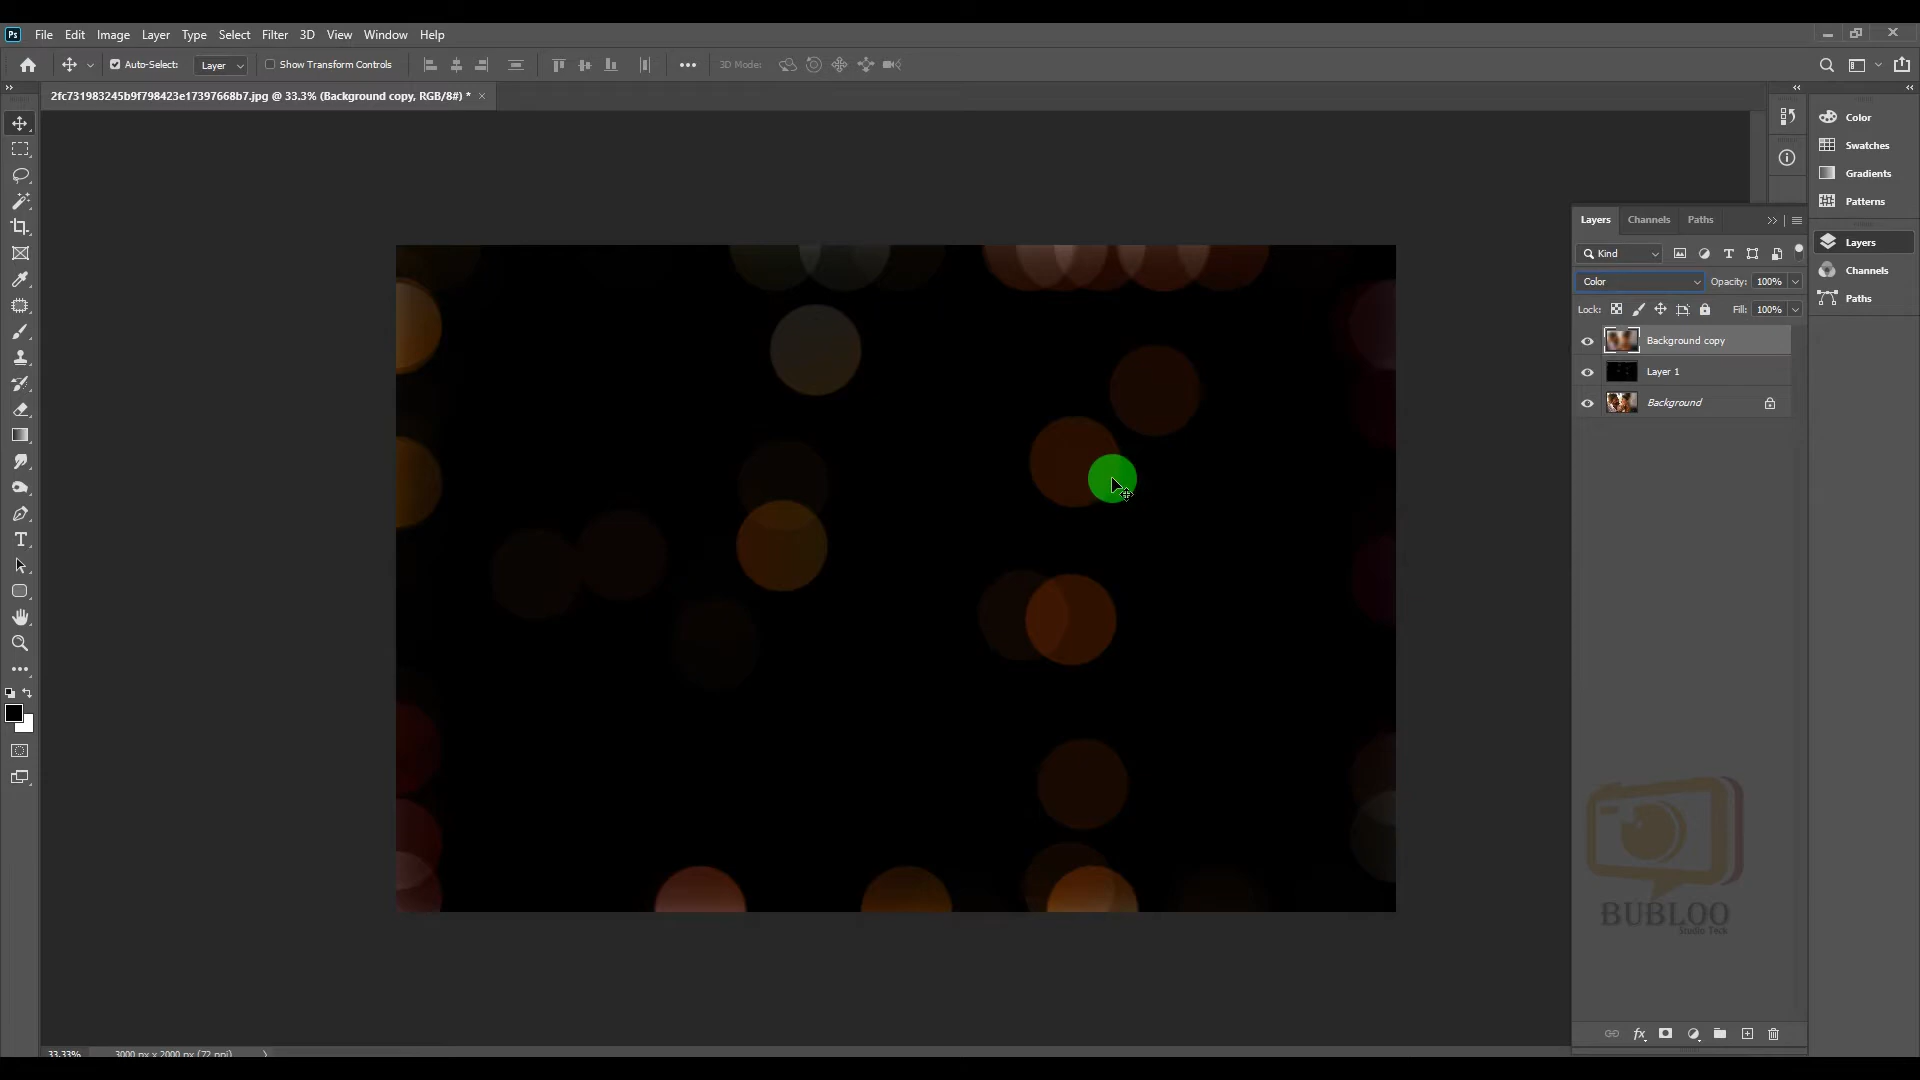 Ps File Edit Image Layer Type Select Filter 3D View Window Help
Auto-Select: Layer Show Transform Controls 3D Mode:
2fc731983245b9f798423e17397668b7.jpg @ 33.3% (Background copy, RGB/8#) *
Color
Swatches
Gradients
Patterns
Layers
Channels
Paths
Layers Channels Paths
Kind
Color Opacity: 100%
Lock: Fill: 100%
Background copy
Layer 1
Background
BUBLOO
Studio Teck
33.33% 3000 px x 2000 px (72 ppi)